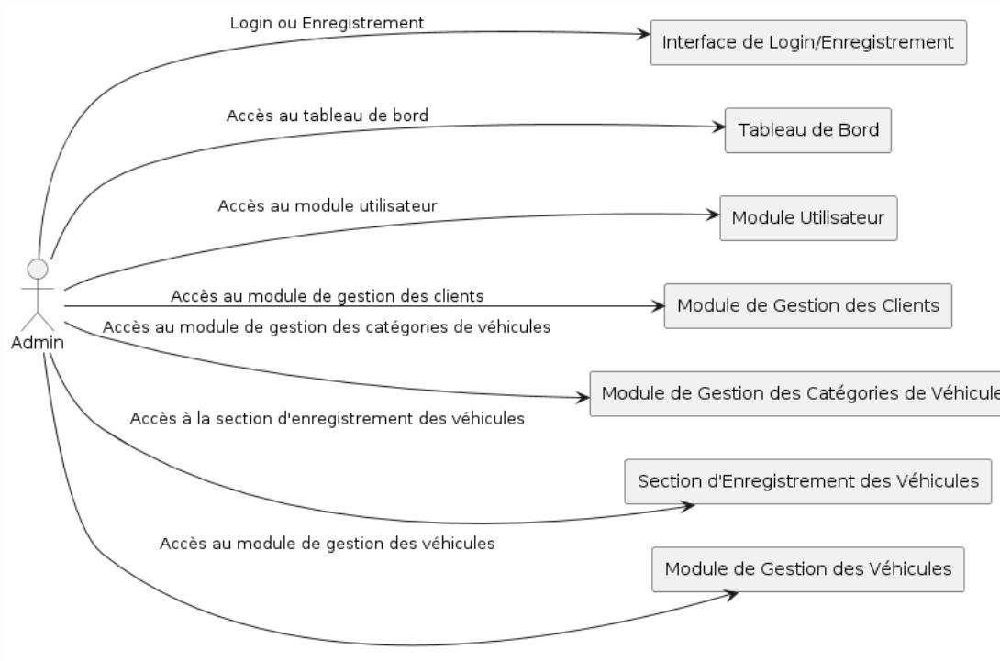 Login ou Enregistrement
Interface de Login/Enregistrement
Accès au tableau de bord
Tableau de Bord
Accès au module utilisateur
Module Utilisateur
Accès au module de gestion des clients
Module de Gestion des Clients
Accès au module de gestion des catégories de véhicules
Admin
Module de Gestion des Catégories de Véhicule
Accès à la section d'enregistrement des véhicules
Section d'Enregistrement des Véhicules
Accès au module de gestion des véhicules
Module de Gestion des Véhicules